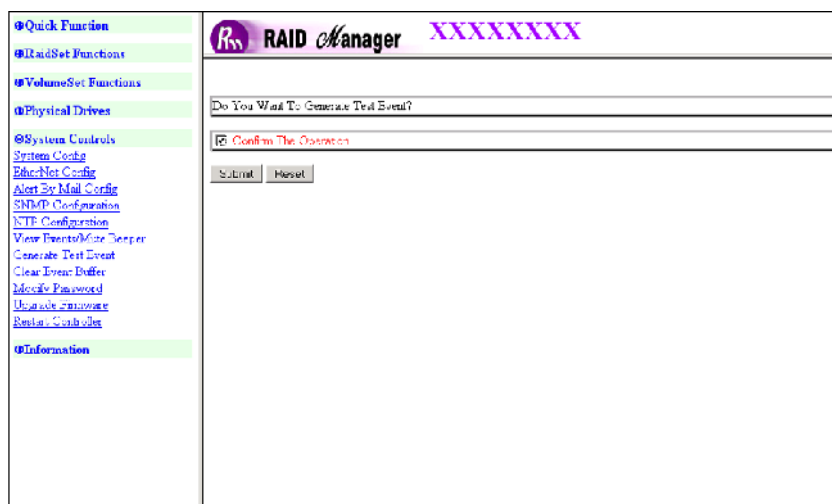 Quick Function
RaidSet Functions
VolumeSet Functions
Physical Drives
System Controls
System Config
EtherNet Config
Alert By Mail Config
SNMP Configuration
NTP Configuration
View Events/Mute Beeper
Generate Test Event
Clear Event Buffer
Modify Password
Upgrade Firmware
Restart Controller
Information
Rm RAID Manager XXXXXXXX
Do You Want To Generate Test Event?
Confirm The Operation
Submit Reset